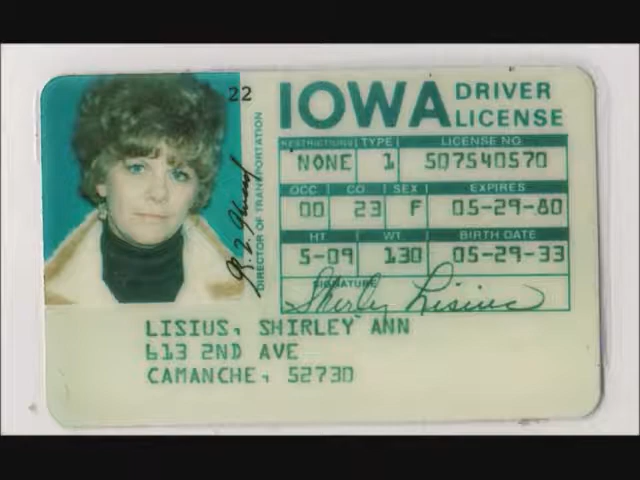 22
DIRECTOR OF TRANSPORTATION
IOWA DRIVER LICENSE
RESTRICTIONS TYPE LICENSE NO
NONE 1 507540570
OCC CO SEX EXPIRES
00 23 F 05-29-80
HT WT BIRTH DATE
5-09 130 05-29-33
SIGNATURE
Shirley Lisius
LISIUS, SHIRLEY ANN
613 2ND AVE
CAMANCHE, 52730